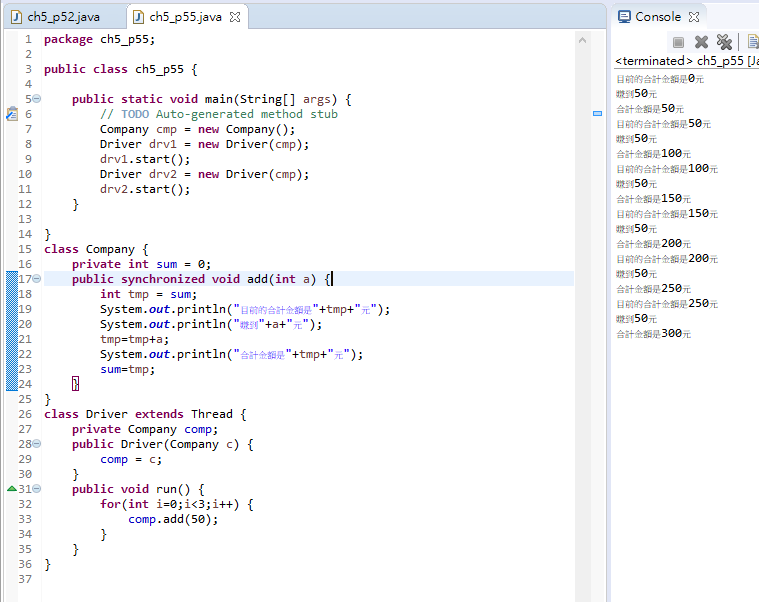 ch5_p52.java
ch5_p55.java
1 package ch5_p55;
2
3 public class ch5_p55 {
4
5 public static void main(String[] args) {
6 // TODO Auto-generated method stub
7 Company cmp = new Company();
8 Driver drv1 = new Driver(cmp);
9 drv1.start();
10 Driver drv2 = new Driver(cmp);
11 drv2.start();
12 }
13
14 }
15 class Company {
16 private int sum = 0;
17 public synchronized void add(int a) {
18 int tmp = sum;
19 System.out.println("目前的合計金額是"+tmp+"元");
20 System.out.println("賺到"+a+"元");
21 tmp=tmp+a;
22 System.out.println("合計金額是"+tmp+"元");
23 sum=tmp;
24 }
25 }
26 class Driver extends Thread {
27 private Company comp;
28 public Driver(Company c) {
29 comp = c;
30 }
31 public void run() {
32 for(int i=0;i<3;i++) {
33 comp.add(50);
34 }
35 }
36 }
37
Console
<terminated> ch5_p55 [Ja
目前的合計金額是0元
賺到50元
合計金額是50元
目前的合計金額是50元
賺到50元
合計金額是100元
目前的合計金額是100元
賺到50元
合計金額是150元
目前的合計金額是150元
賺到50元
合計金額是200元
目前的合計金額是200元
賺到50元
合計金額是250元
目前的合計金額是250元
賺到50元
合計金額是300元